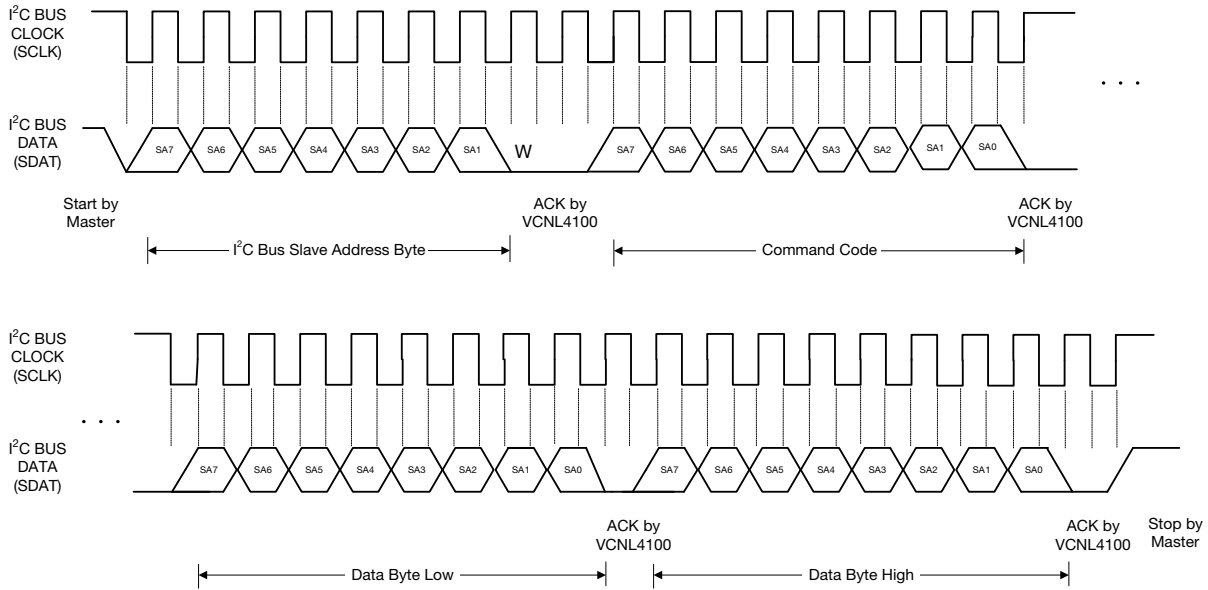 I²C BUS
CLOCK
(SCLK)
. . .
I²C BUS
DATA
(SDAT)
SA7 SA6 SA5 SA4 SA3 SA2 SA1 W SA7 SA6 SA5 SA4 SA3 SA2 SA1 SA0
Start by
Master
ACK by
VCNL4100
ACK by
VCNL4100
I²C Bus Slave Address Byte
Command Code
I²C BUS
CLOCK
(SCLK)
. . .
I²C BUS
DATA
(SDAT)
SA7 SA6 SA5 SA4 SA3 SA2 SA1 SA0 SA7 SA6 SA5 SA4 SA3 SA2 SA1 SA0
ACK by
VCNL4100
ACK by
VCNL4100
Stop by
Master
Data Byte Low
Data Byte High